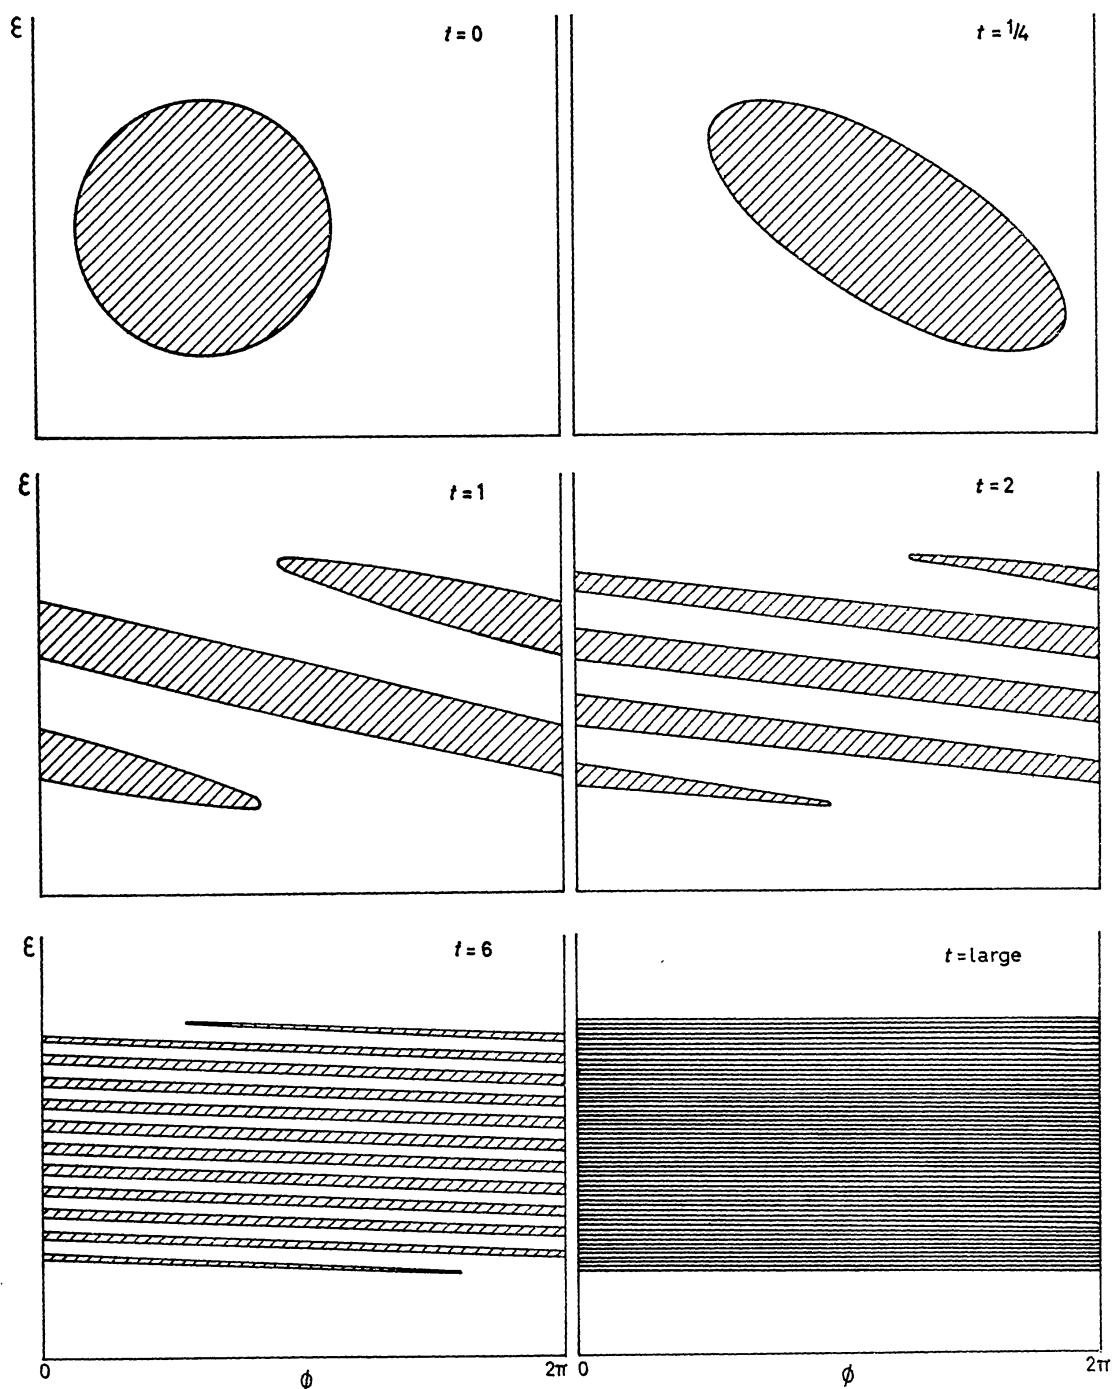 ε t = 0 t = 1/4
ε t = 1 t = 2
ε t = 6 t = large
0 ϕ 2π 0 ϕ 2π